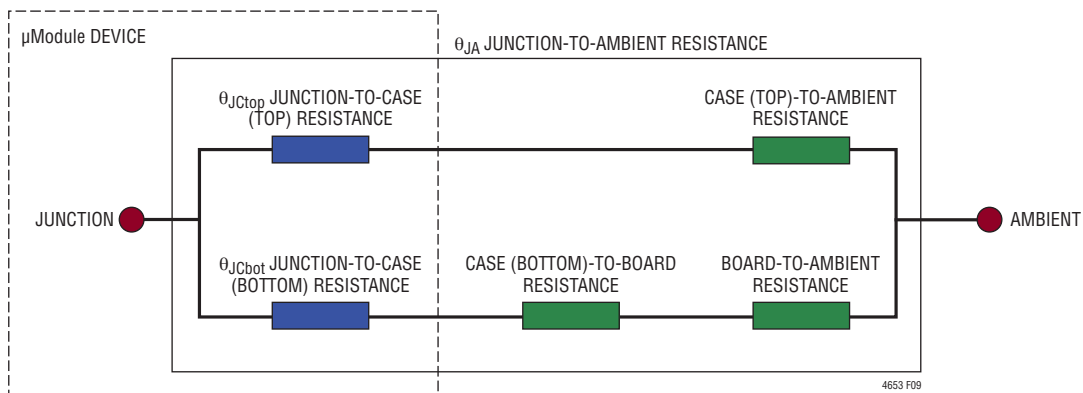 µModule DEVICE
θJA JUNCTION-TO-AMBIENT RESISTANCE
θJCtop JUNCTION-TO-CASE
(TOP) RESISTANCE
CASE (TOP)-TO-AMBIENT
RESISTANCE
JUNCTION
AMBIENT
θJCbot JUNCTION-TO-CASE
(BOTTOM) RESISTANCE
CASE (BOTTOM)-TO-BOARD
RESISTANCE
BOARD-TO-AMBIENT
RESISTANCE
4653 F09